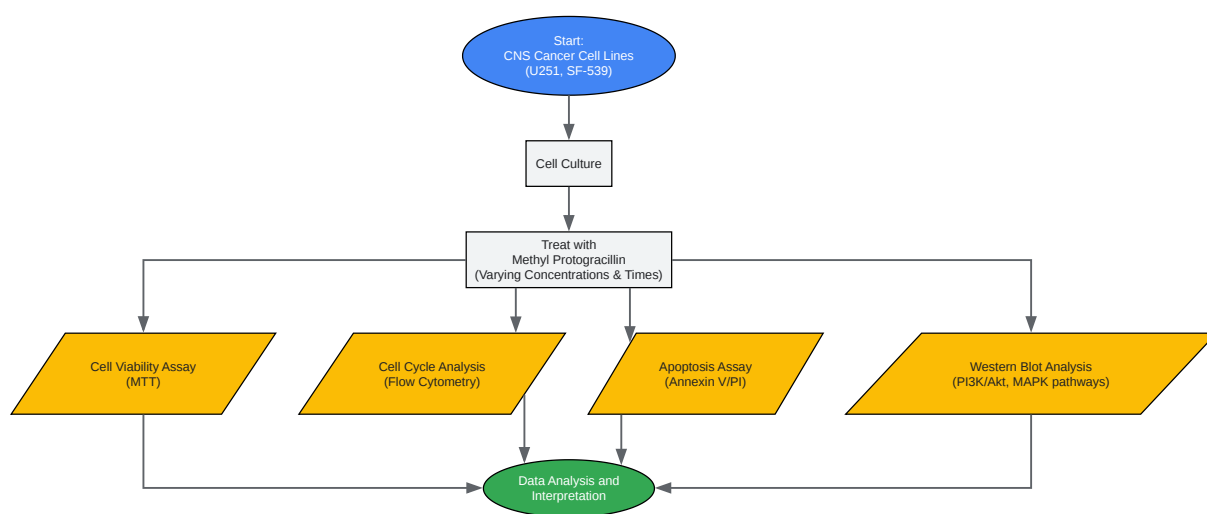 Start:
CNS Cancer Cell Lines
(U251, SF-539)
Cell Culture
Treat with
Methyl Protogracillin
(Varying Concentrations & Times)
Cell Viability Assay
(MTT)
Cell Cycle Analysis
(Flow Cytometry)
Apoptosis Assay
(Annexin V/PI)
Western Blot Analysis
(PI3K/Akt, MAPK pathways)
Data Analysis and
Interpretation